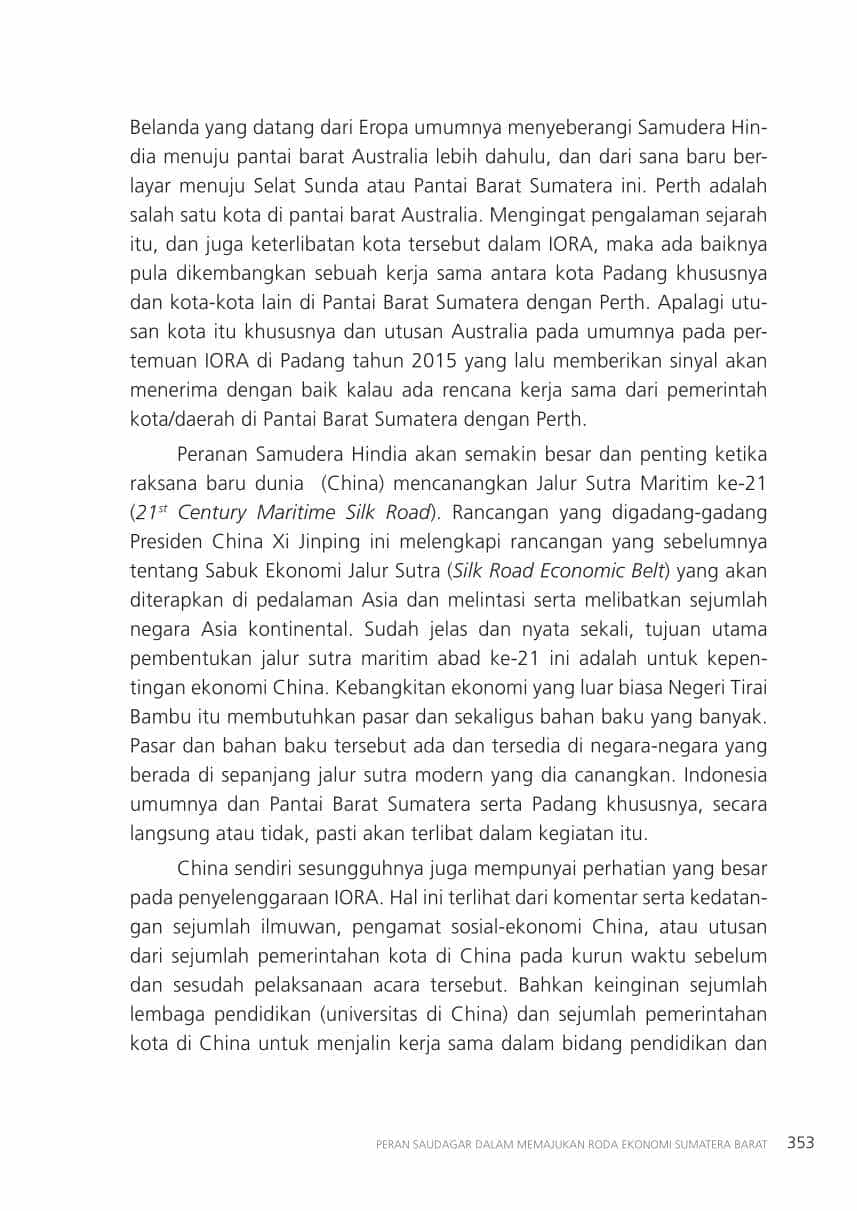 Belanda yang datang dari Eropa umumnya menyeberangi Samudera Hin-
dia menuju pantai barat Australia lebih dahulu, dan dari sana baru ber-
layar menuju Selat Sunda atau Pantai Barat Sumatera ini. Perth adalah
salah satu kota di pantai barat Australia. Mengingat pengalaman sejarah
itu, dan juga keterlibatan kota tersebut dalam IORA, maka ada baiknya
pula dikembangkan sebuah kerja sama antara kota Padang khususnya
dan kota-kota lain di Pantai Barat Sumatera dengan Perth. Apalagi utu-
san kota itu khususnya dan utusan Australia pada umumnya pada per-
temuan IORA di Padang tahun 2015 yang lalu memberikan sinyal akan
menerima dengan baik kalau ada rencana kerja sama dari pemerintah
kota/daerah di Pantai Barat Sumatera dengan Perth.
Peranan Samudera Hindia akan semakin besar dan penting ketika
raksana baru dunia (China) mencanangkan Jalur Sutra Maritim ke-21
(21st Century Maritime Silk Road). Rancangan yang digadang-gadang
Presiden China Xi Jinping ini melengkapi rancangan yang sebelumnya
tentang Sabuk Ekonomi Jalur Sutra (Silk Road Economic Belt) yang akan
diterapkan di pedalaman Asia dan melintasi serta melibatkan sejumlah
negara Asia kontinental. Sudah jelas dan nyata sekali, tujuan utama
pembentukan jalur sutra maritim abad ke-21 ini adalah untuk kepen-
tingan ekonomi China. Kebangkitan ekonomi yang luar biasa Negeri Tirai
Bambu itu membutuhkan pasar dan sekaligus bahan baku yang banyak.
Pasar dan bahan baku tersebut ada dan tersedia di negara-negara yang
berada di sepanjang jalur sutra modern yang dia canangkan. Indonesia
umumnya dan Pantai Barat Sumatera serta Padang khususnya, secara
langsung atau tidak, pasti akan terlibat dalam kegiatan itu.
China sendiri sesungguhnya juga mempunyai perhatian yang besar
pada penyelenggaraan IORA. Hal ini terlihat dari komentar serta kedatan-
gan sejumlah ilmuwan, pengamat sosial-ekonomi China, atau utusan
dari sejumlah pemerintahan kota di China pada kurun waktu sebelum
dan sesudah pelaksanaan acara tersebut. Bahkan keinginan sejumlah
lembaga pendidikan (universitas di China) dan sejumlah pemerintahan
kota di China untuk menjalin kerja sama dalam bidang pendidikan dan
PERAN SAUDAGAR DALAM MEMAJUKAN RODA EKONOMI SUMATERA BARAT 353